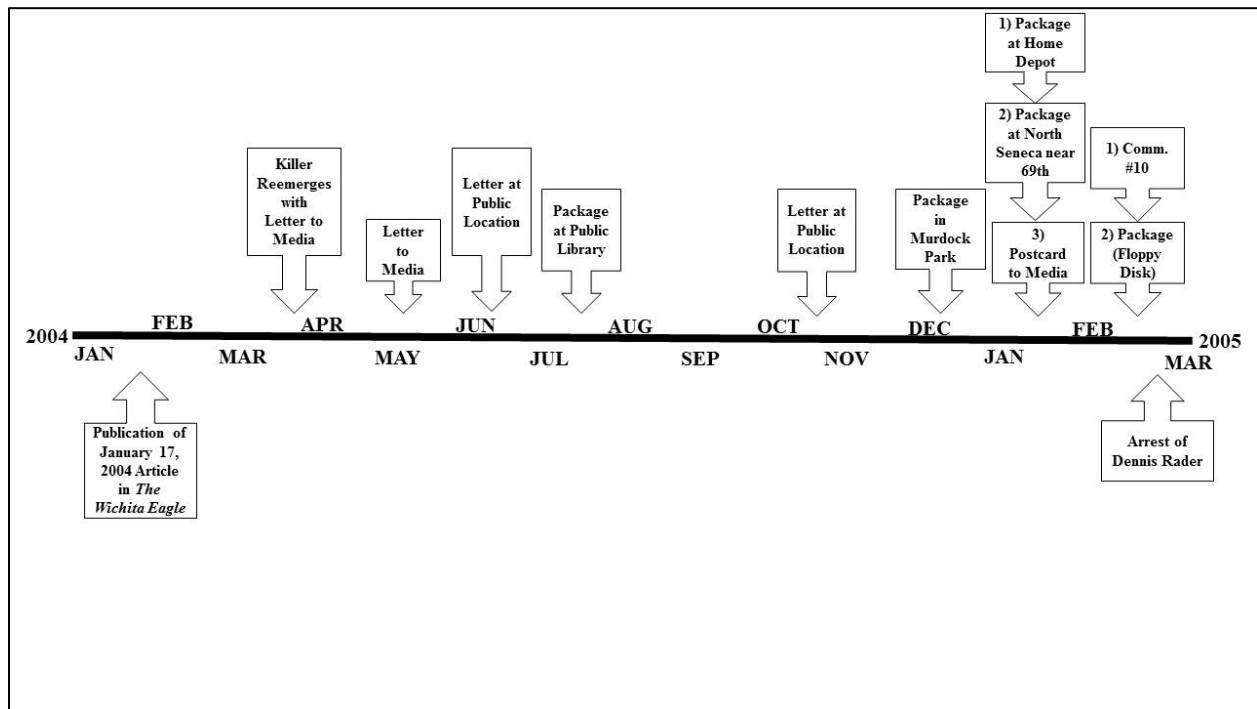 1) Package
at Home
Depot
2) Package
at North
Seneca near
69th
3)
Postcard
to Media
1) Comm.
#10
2) Package
(Floppy
Disk)
Killer
Reemerges
with
Letter to
Media
Letter
to
Media
Letter at
Public
Location
Package
at Public
Library
Letter at
Public
Location
Package
in
Murdock
Park
2004
JAN
FEB
MAR
APR
MAY
JUN
JUL
AUG
SEP
OCT
NOV
DEC
JAN
FEB
MAR
2005
Publication of
January 17,
2004 Article
in The
Wichita Eagle
Arrest of
Dennis Rader